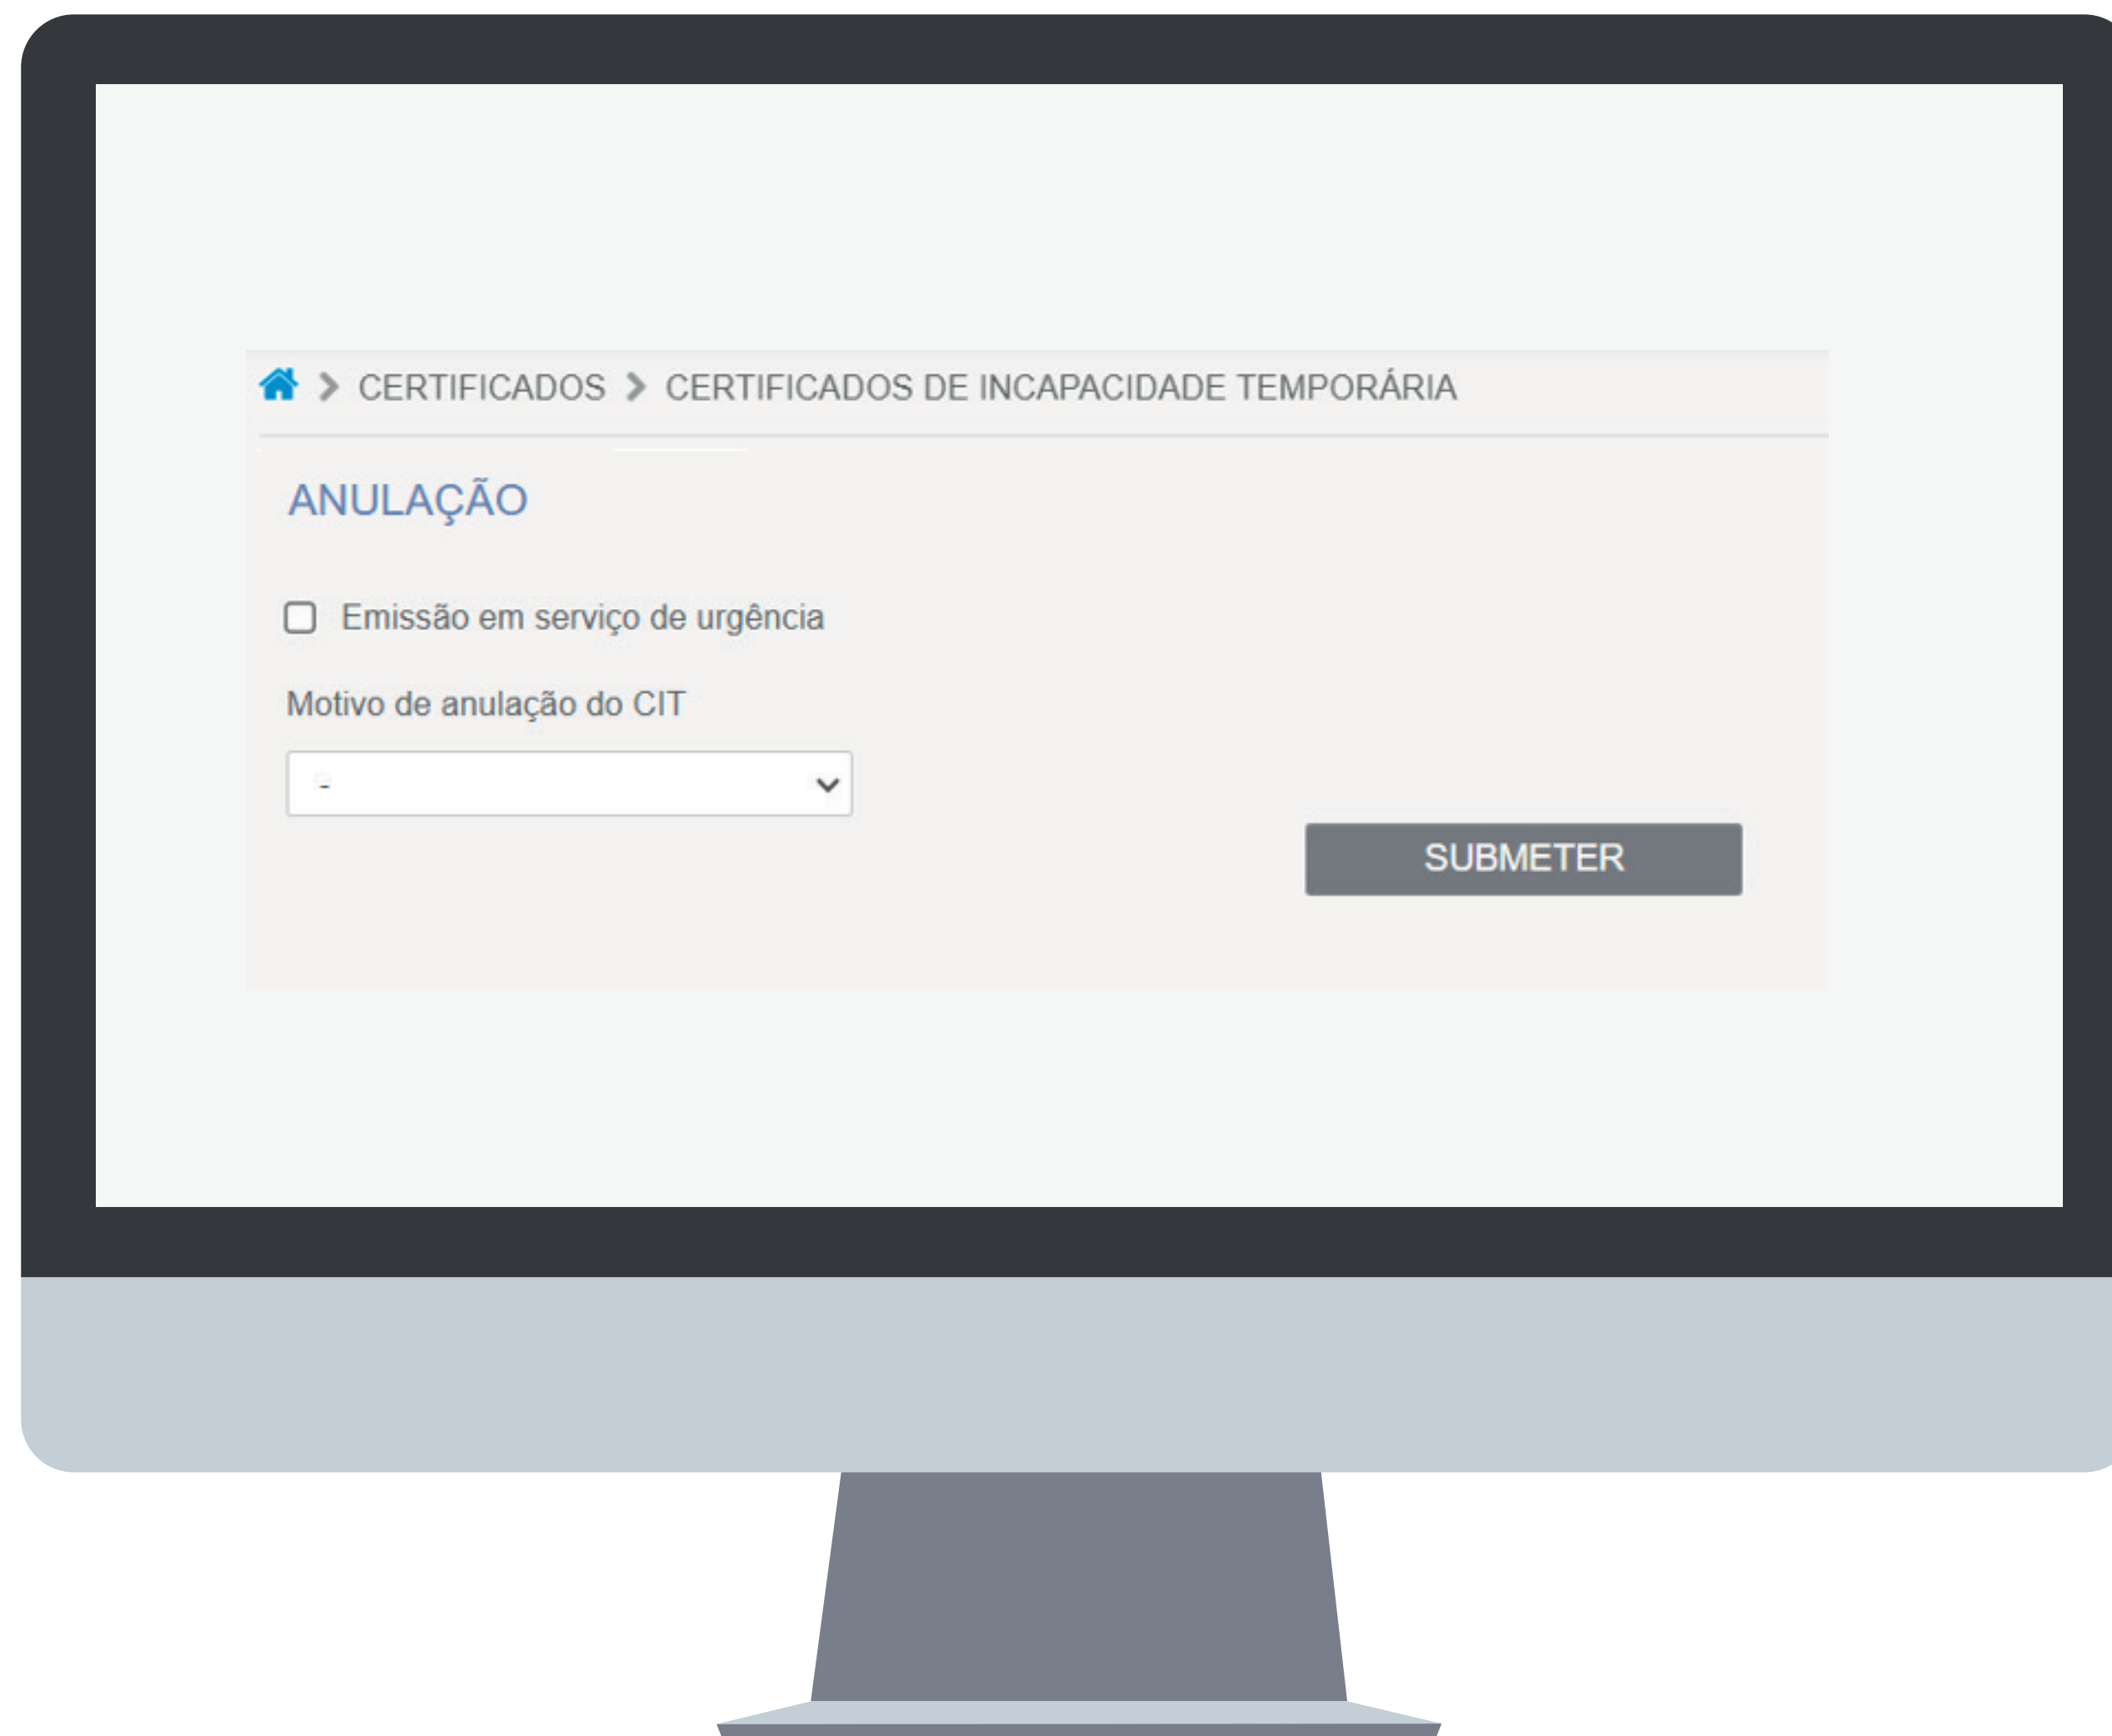 CERTIFICADOS > CERTIFICADOS DE INCAPACIDADE TEMPORÁRIA
ANULAÇÃO
Emissão em serviço de urgência
Motivo de anulação do CIT
-
SUBMETER